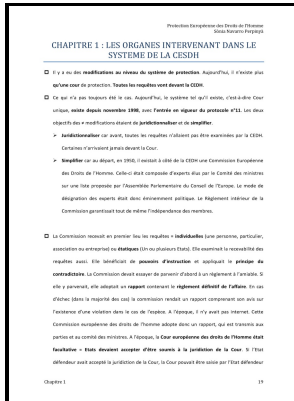 Protection Européenne des Droits de l'Homme
Sónia Navarro Perpinyà
CHAPITRE 1 : LES ORGANES INTERVENANT DANS LE
SYSTEME DE LA CESDH
Il y a eu des modifications au niveau du système de protection. Aujourd'hui, il n'existe plus
qu'une cour de protection. Toutes les requêtes vont devant la CEDH.
Ce qui n'a pas toujours été le cas. Aujourd'hui, le système tel qu'il existe, c'est-à-dire Cour
unique, existe depuis novembre 1998, avec l'entrée en vigueur du protocole n°11. Les deux
objectifs des ≠ modifications étaient de juridictionnaliser et de simplifier.
➢ Juridictionnaliser car avant, toutes les requêtes n'allaient pas être examinées par la CEDH.
Certaines n'arrivaient jamais devant la Cour.
➢ Simplifier car au départ, en 1950, il existait à côté de la CEDH une Commission européenne
des Droits de l'Homme. Celle-ci était composée d'experts élus par le Comité des ministres
sur une liste proposée par l'Assemblée Parlementaire du Conseil de l'Europe. Le mode de
désignation des experts était donc éminemment politique. Le Règlement intérieur de la
Commission garantissait tout de même l'indépendance des membres.
La Commission recevait en premier lieu les requêtes « individuelles (une personne, particulier,
association ou entreprise) ou étatiques (Un ou plusieurs Etats). Elle examinait la recevabilité des
requêtes aussi. Elle bénéficiait de pouvoirs d'instruction et appliquait le principe du
contradictoire. La Commission devait essayer de parvenir d'abord à un règlement à l'amiable. Si
elle y parvenait, elle adoptait un rapport contenant le règlement définitif de l'affaire. En cas
d'échec (dans la majorité des cas) la commission rendait un rapport comprenant son avis sur
l'existence d'une violation dans le cas de l'espèce. A l'époque, il n'y avait pas internet. Cette
Commission européenne des droits de l'homme adopte donc un rapport, qui est transmis aux
parties et au comité des ministres. A l'époque, la Cour européenne des droits de l'Homme était
facultative = Etats devaient accepter d'être soumis à la juridiction de la Cour. Si l'Etat
défendeur avait accepté la juridiction de la Cour, la Cour pouvait être saisie par l'Etat défendeur
Chapitre 1 19